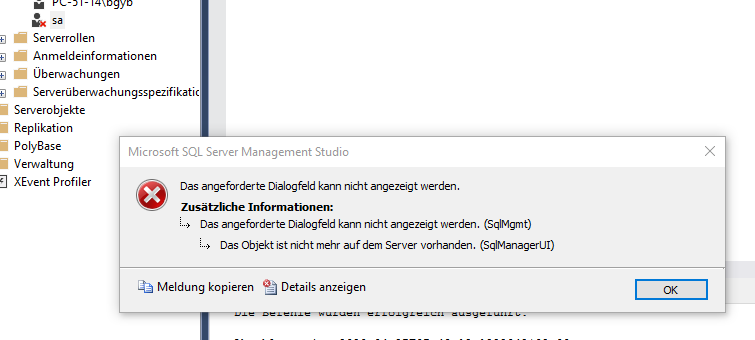 PC-51-14\bgyb
sa
Serverrollen
Anmeldeinformationen
Überwachungen
Serverüberwachungsspezifikatio
Serverobjekte
Replikation
PolyBase
Verwaltung
XEvent Profiler
Microsoft SQL Server Management Studio
Das angeforderte Dialogfeld kann nicht angezeigt werden.
Zusätzliche Informationen:
Das angeforderte Dialogfeld kann nicht angezeigt werden. (SqlMgmt)
Das Objekt ist nicht mehr auf dem Server vorhanden. (SqlManagerUI)
Meldung kopieren
Details anzeigen
OK
Die Befehle wurden erfolgreich ausgeführt.